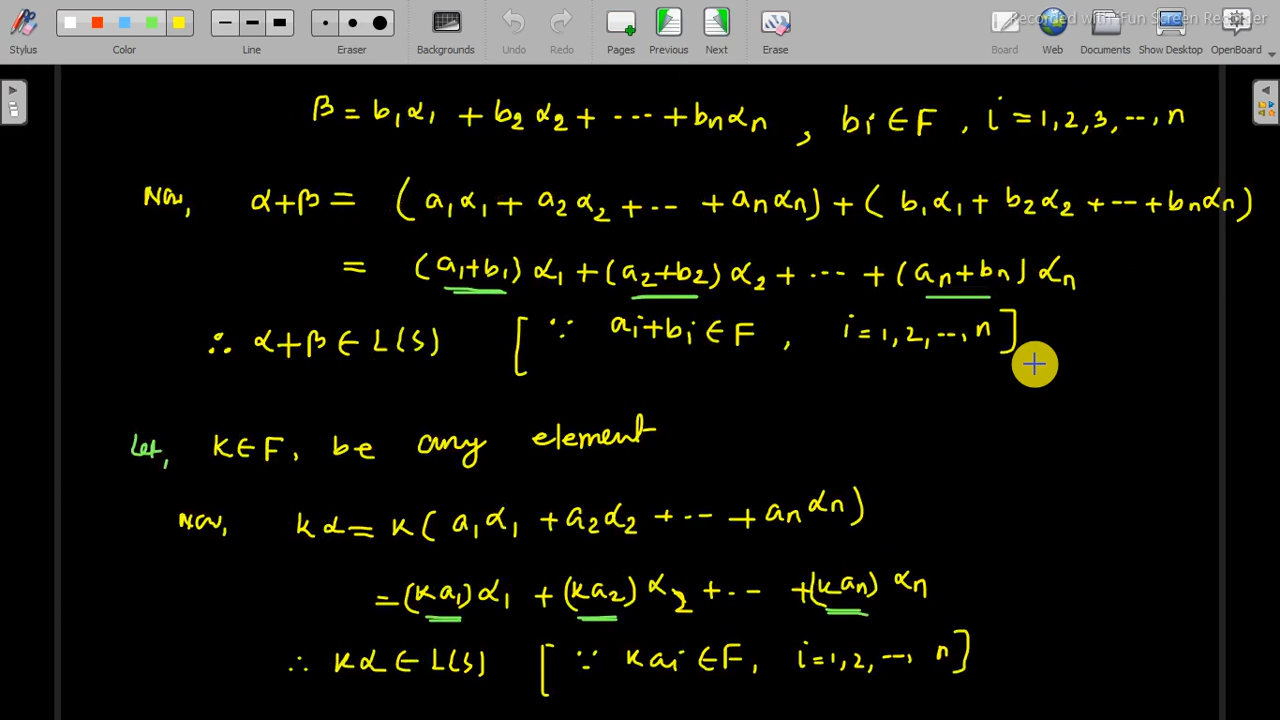 Recorded with iFun Screen Recorder
Stylus Color Line Eraser Backgrounds Undo Redo Pages Previous Next Erase Board Web Documents Show Desktop OpenBoard
β = b₁α₁ + b₂α₂ + ··· + bₙαₙ , bᵢ ∈ F , i = 1,2,3, ···, n
Now, α+β = (a₁α₁ + a₂α₂ + ··· + aₙαₙ) + (b₁α₁ + b₂α₂ + ··· + bₙαₙ)
= (a₁+b₁) α₁ + (a₂+b₂) α₂ + ··· + (aₙ+bₙ) αₙ
∴ α+β ∈ L(S) [ ∵ aᵢ+bᵢ ∈ F , i = 1,2, ···, n ]
Let, K ∈ F, be any element
Now, kα = k( a₁α₁ + a₂α₂ + ··· + aₙαₙ )
= (ka₁) α₁ + (ka₂) α₂ + ··· + (kaₙ) αₙ
∴ kα ∈ L(S) [ ∵ kaᵢ ∈ F, i = 1,2, ···, n ]